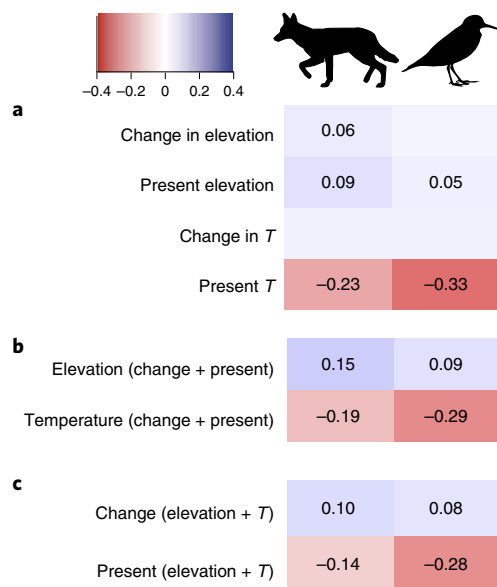 −0.4 −0.2 0 0.2 0.4
a
Change in elevation 0.06
Present elevation 0.09 0.05
Change in T
Present T −0.23 −0.33
b
Elevation (change + present) 0.15 0.09
Temperature (change + present) −0.19 −0.29
c
Change (elevation + T) 0.10 0.08
Present (elevation + T) −0.14 −0.28